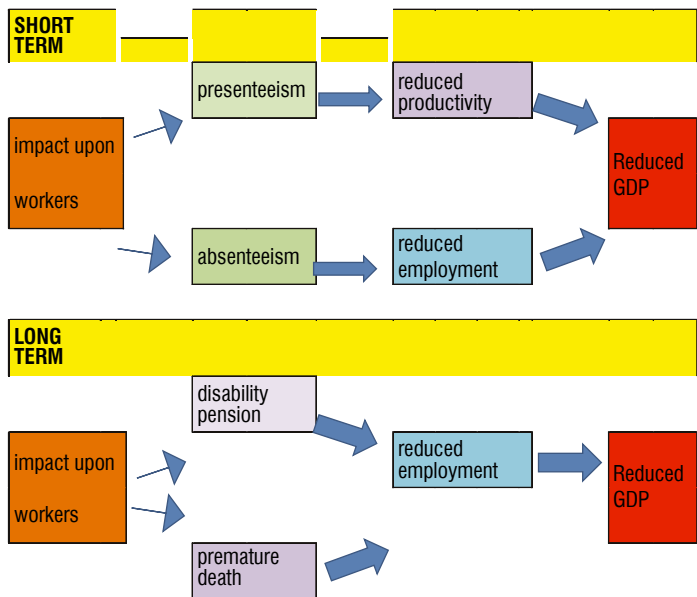 SHORT
TERM
presenteeism
reduced
productivity
impact upon
workers
Reduced
GDP
absenteeism
reduced
employment
LONG
TERM
disability
pension
impact upon
workers
reduced
employment
Reduced
GDP
premature
death